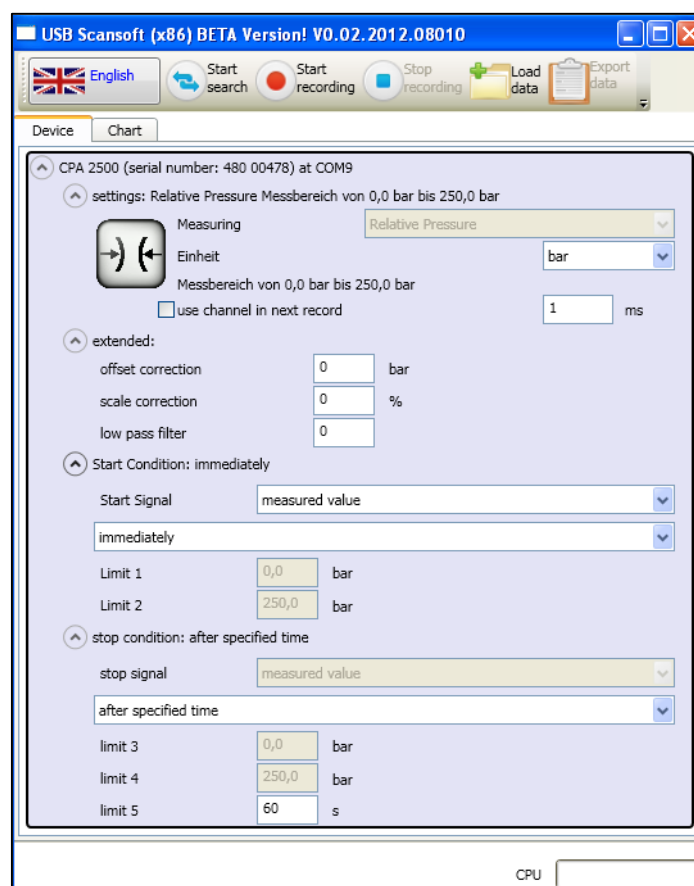 USB Scansoft (x86) BETA Version! V0.02.2012.08010
English
Start search
Start recording
Stop recording
Load data
Export data
Device Chart
CPA 2500 (serial number: 480 00478) at COM9
settings: Relative Pressure Messbereich von 0,0 bar bis 250,0 bar
Measuring Relative Pressure
Einheit bar
Messbereich von 0,0 bar bis 250,0 bar
use channel in next record 1 ms
extended:
offset correction 0 bar
scale correction 0 %
low pass filter 0
Start Condition: immediately
Start Signal measured value
immediately
Limit 1 0,0 bar
Limit 2 250,0 bar
stop condition: after specified time
stop signal measured value
after specified time
limit 3 0,0 bar
limit 4 250,0 bar
limit 5 60 s
CPU